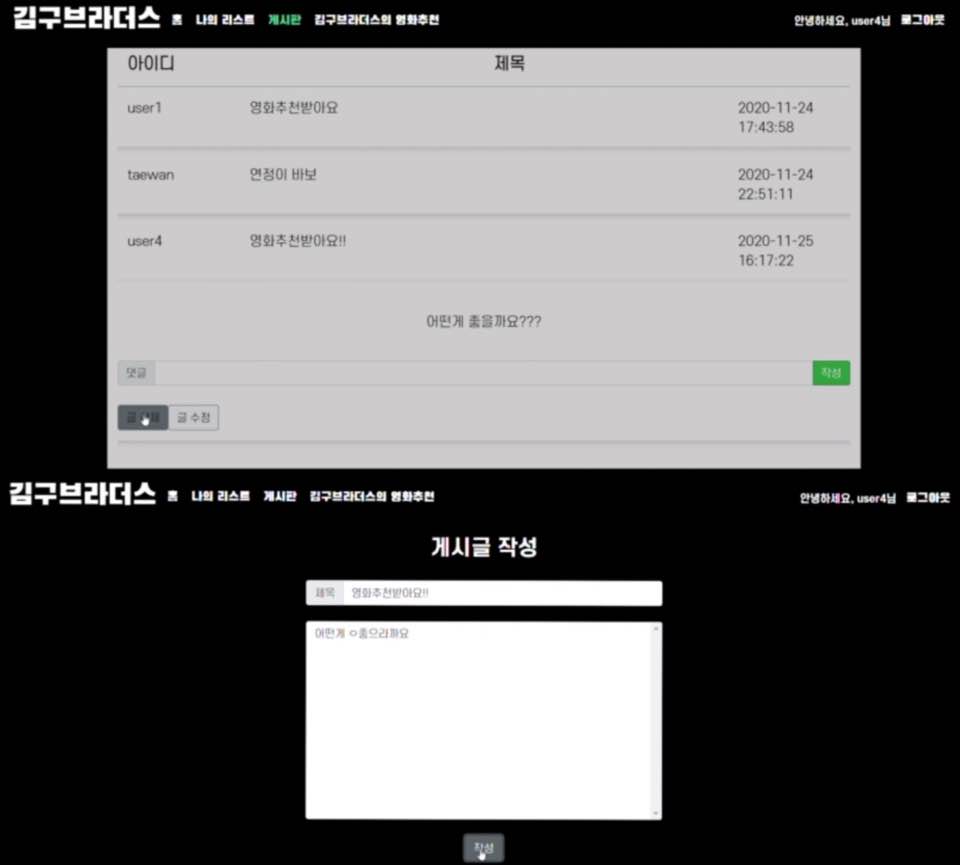 김구브라더스 홈 나의 리스트 게시판 김구브라더스의 영화추천 안녕하세요, user4님 로그아웃
아이디 제목
user1 영화추천받아요 2020-11-24
17:43:58
taewan 연정이 바보 2020-11-24
22:51:11
user4 영화추천받아요!! 2020-11-25
16:17:22
어떤게 좋을까요???
댓글 작성
글 글 수정
김구브라더스 홈 나의 리스트 게시판 김구브라더스의 영화추천 안녕하세요, user4님 로그아웃
게시글 작성
제목 영화추천받아요!!
어떤게 ㅇ좋으라까요
작성